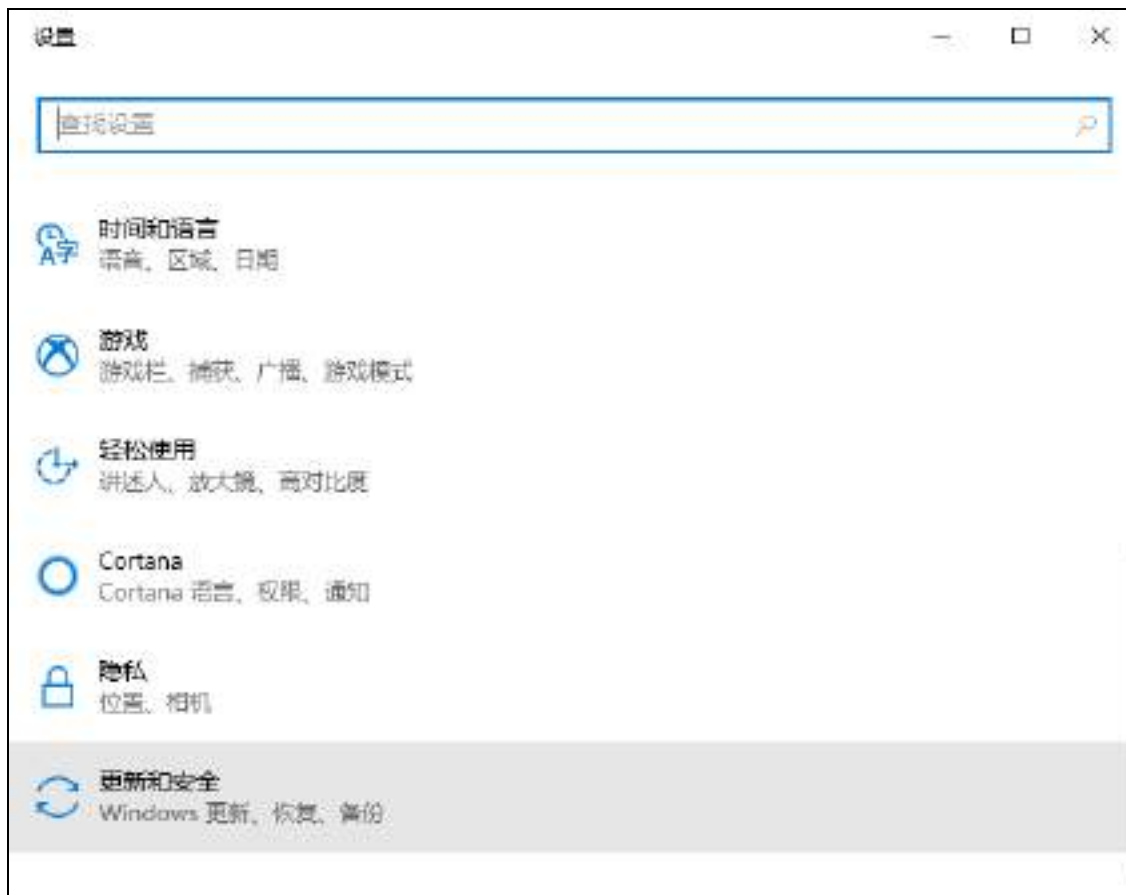 设置
查找设置
时间和语言
语音、区域、日期
游戏
游戏栏、捕获、广播、游戏模式
轻松使用
讲述人、放大镜、高对比度
Cortana
Cortana 语言、权限、通知
隐私
位置、相机
更新和安全
Windows 更新、恢复、备份